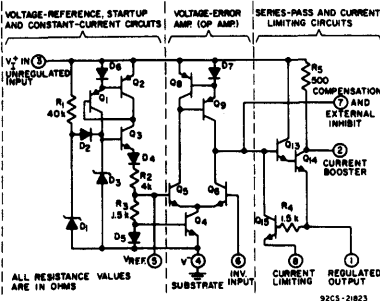 VOLTAGE-REFERENCE, STARTUP
AND CONSTANT-CURRENT CIRCUITS
VOLTAGE-ERROR
AMP. (OP AMP.)
SERIES-PASS AND CURRENT
LIMITING CIRCUITS
V+ IN 3
UNREGULATED
INPUT
D6
Q2
Q1
Q8
D7
Q9
R5
500
COMPENSATION
7 AND
EXTERNAL
INHIBIT
R1
40k
D2
Q3
D4
R2
4k
D3
Q13
Q14
2
CURRENT
BOOSTER
R3
1.5k
Q5
Q6
Q4
Q15
R4
1.5k
D1
D5
VREF. 5
V- 4
SUBSTRATE
6
INV.
INPUT
8
CURRENT
LIMITING
1
REGULATED
OUTPUT
ALL RESISTANCE VALUES
ARE IN OHMS
92CS-21823